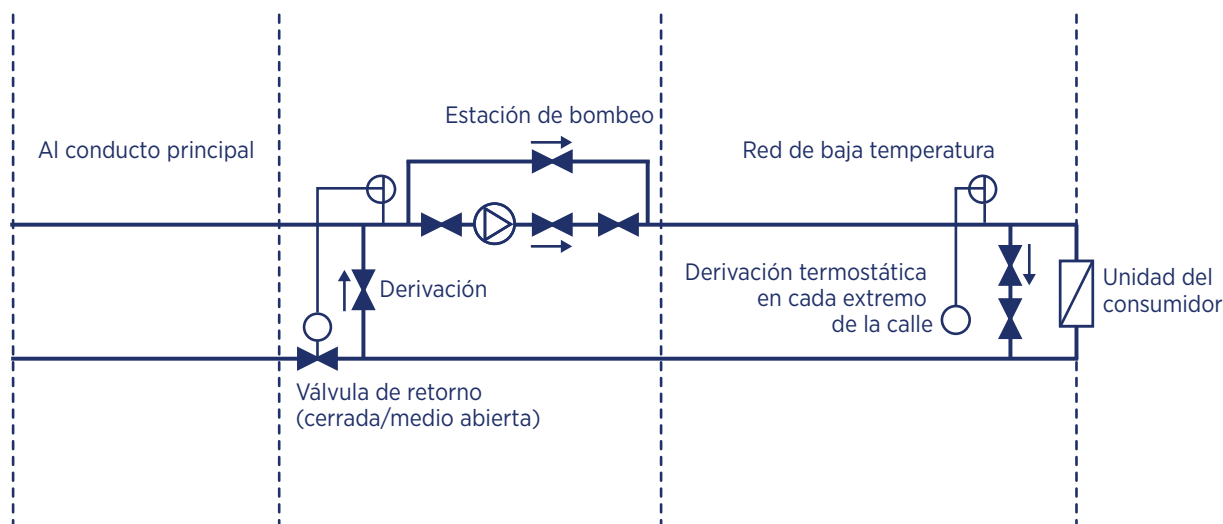 Estación de bombeo
Al conducto principal
Red de baja temperatura
Derivación
Derivación termostática
en cada extremo
de la calle
Unidad del
consumidor
Válvula de retorno
(cerrada/medio abierta)